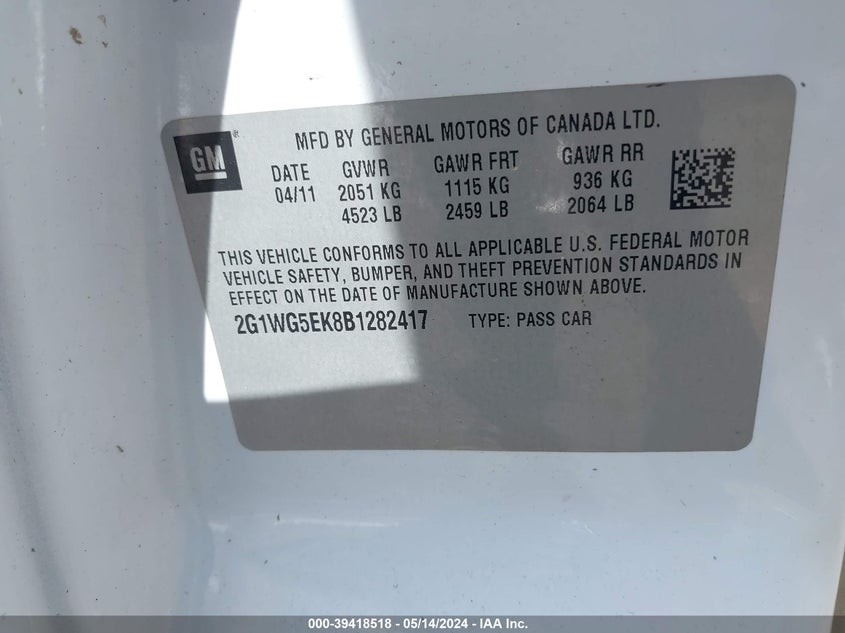 GM
MFD BY GENERAL MOTORS OF CANADA LTD.
DATE GVWR GAWR FRT GAWR RR
04/11 2051 KG 1115 KG 936 KG
4523 LB 2459 LB 2064 LB
THIS VEHICLE CONFORMS TO ALL APPLICABLE U.S. FEDERAL MOTOR
VEHICLE SAFETY, BUMPER, AND THEFT PREVENTION STANDARDS IN
EFFECT ON THE DATE OF MANUFACTURE SHOWN ABOVE.
2G1WG5EK8B1282417 TYPE: PASS CAR
000-39418518 - 05/14/2024 - IAA Inc.